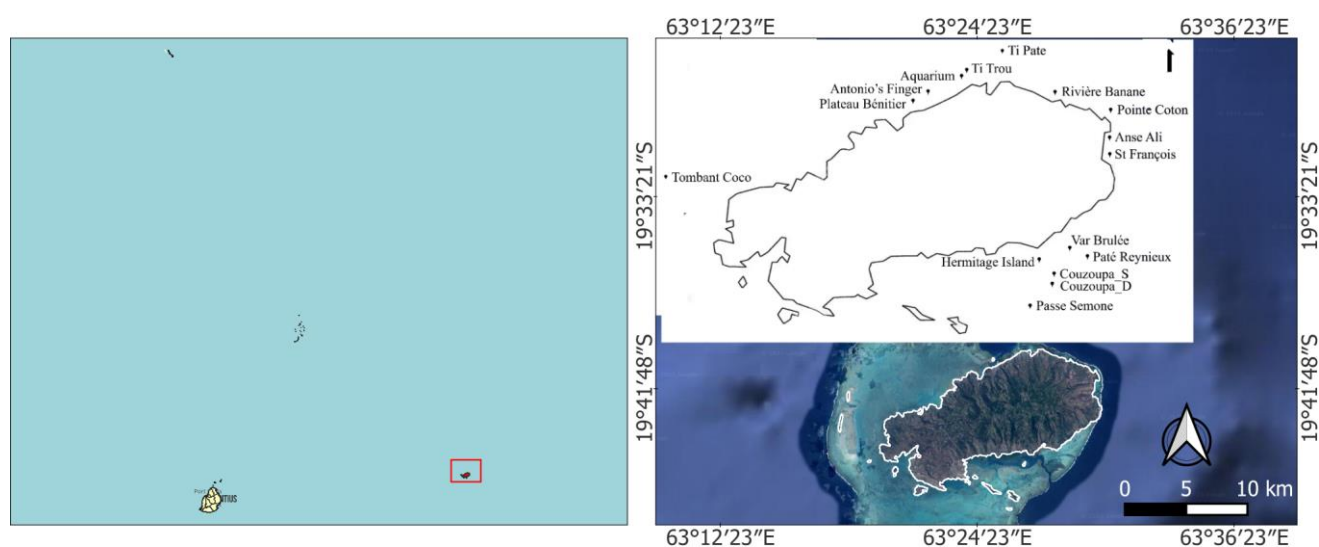 63°12′23″E
63°24′23″E
63°36′23″E
Ti Pate
Ti Trou
Aquarium
Antonio's Finger
Plateau Bénitier
Rivière Banane
Pointe Coton
Anse Ali
St François
Tombant Coco
19°33′21″S
19°33′21″S
Var Brulée
Hermitage Island
Paté Reynieux
Couzoupa_S
Couzoupa_D
Passe Semone
19°41′48″S
19°41′48″S
0 5 10 km
63°12′23″E
63°24′23″E
63°36′23″E